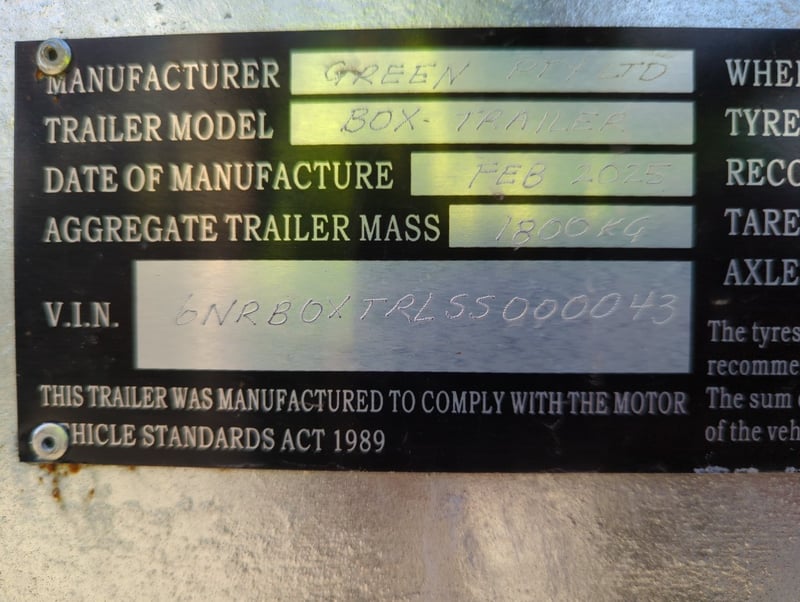 MANUFACTURER GREEN PTY LTD WHE
TRAILER MODEL BOX-TRAILER TYRE
DATE OF MANUFACTURE FEB 2025 RECO
AGGREGATE TRAILER MASS 1800KG TARE
AXLE
V.I.N. 6NRBOXTRLSS000043
The tyres
recomme
THIS TRAILER WAS MANUFACTURED TO COMPLY WITH THE MOTOR The sum
EHICLE STANDARDS ACT 1989 of the veh